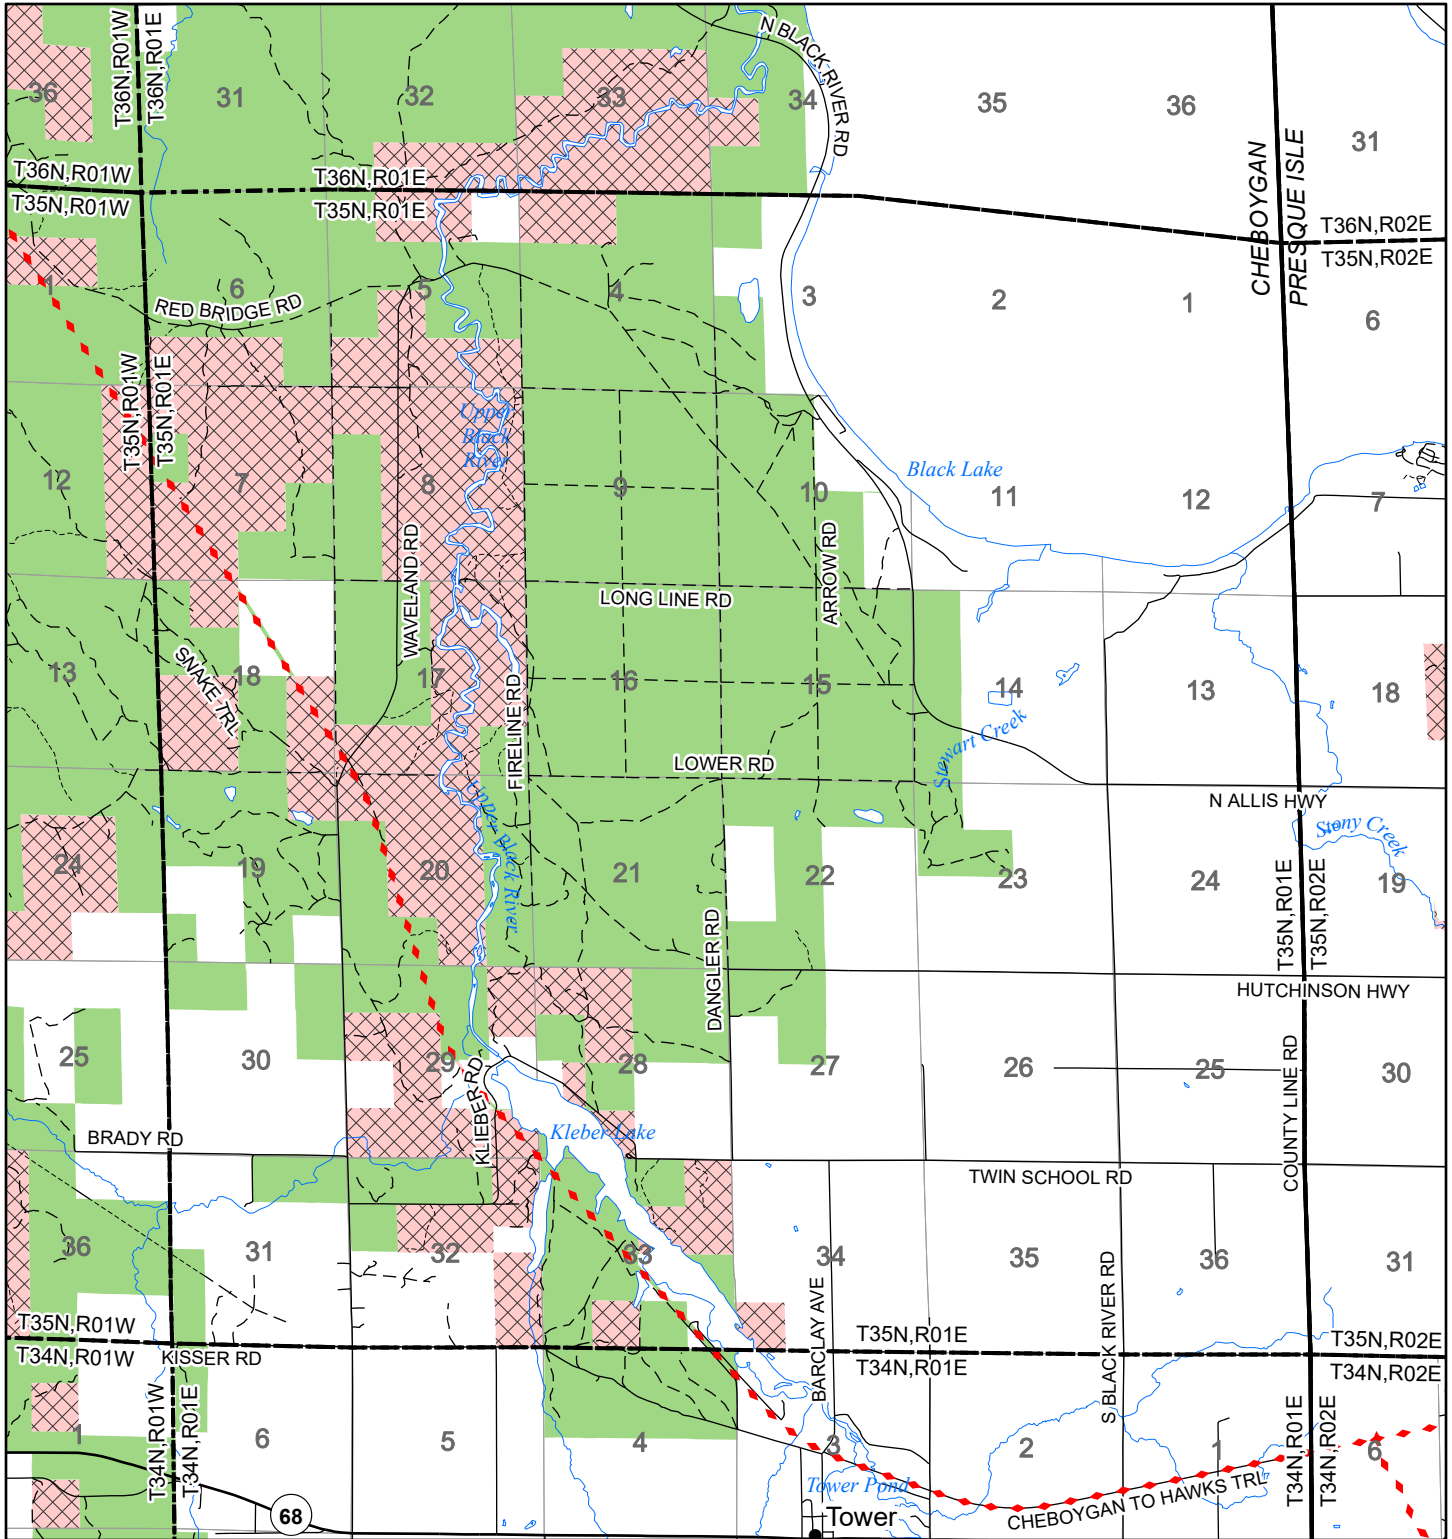 N BLACK RIVER RD
36
T36N,R01W
T36N,R01E
31
32
33
34
35
36
31
CHEBOYGAN
PRESQUE ISLE
T36N,R01W
T35N,R01W
T36N,R01E
T35N,R01E
T36N,R02E
T35N,R02E
1
6
RED BRIDGE RD
5
4
3
2
1
6
T35N,R01W
T35N,R01E
Upper
Black
River
12
7
8
9
10
Black Lake
11
12
7
WAVELAND RD
LONG LINE RD
ARROW RD
13
SNAKE TRL
18
17
FIRELINE RD
16
15
14
13
18
Stewart Creek
LOWER RD
N ALLIS HWY
Stony Creek
24
19
20
Upper Black River
21
22
23
24
19
T35N,R01E
T35N,R02E
DANGLER RD
HUTCHINSON HWY
25
30
29
28
27
26
25
COUNTY LINE RD
30
KLIEBER RD
BRADY RD
Kleber Lake
TWIN SCHOOL RD
36
31
32
33
34
35
36
31
BARCLAY AVE
S BLACK RIVER RD
T35N,R01W
T34N,R01W
KISSER RD
T35N,R01E
T34N,R01E
T35N,R02E
T34N,R02E
T34N,R01W
T34N,R01E
1
6
5
4
3
2
1
T34N,R01E
T34N,R02E
6
Tower Pond
CHEBOYGAN TO HAWKS TRL
68
Tower